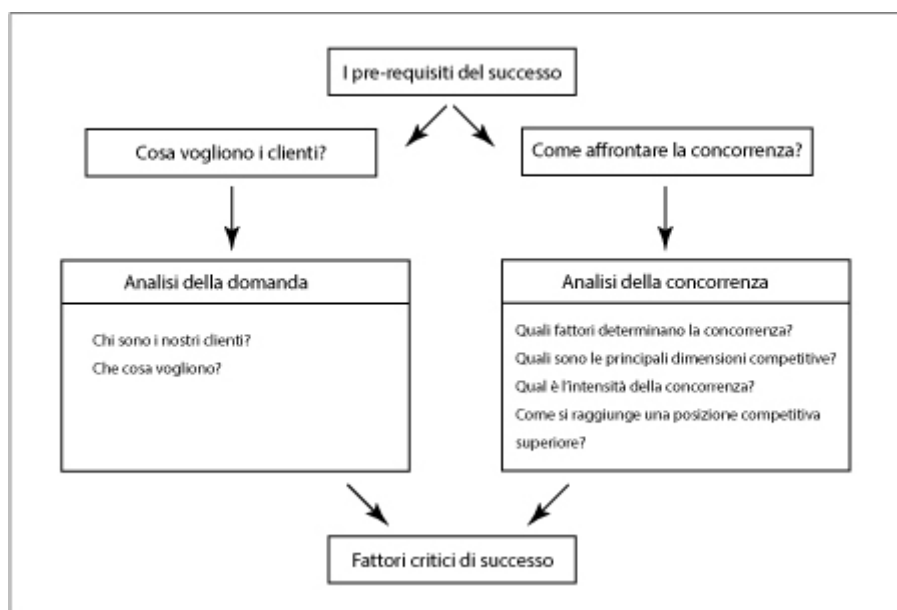 I pre-requisiti del successo
Cosa vogliono i clienti?
Come affrontare la concorrenza?
Analisi della domanda
Chi sono i nostri clienti?
Che cosa vogliono?
Analisi della concorrenza
Quali fattori determinano la concorrenza?
Quali sono le principali dimensioni competitive?
Qual è l'intensità della concorrenza?
Come si raggiunge una posizione competitiva
superiore?
Fattori critici di successo